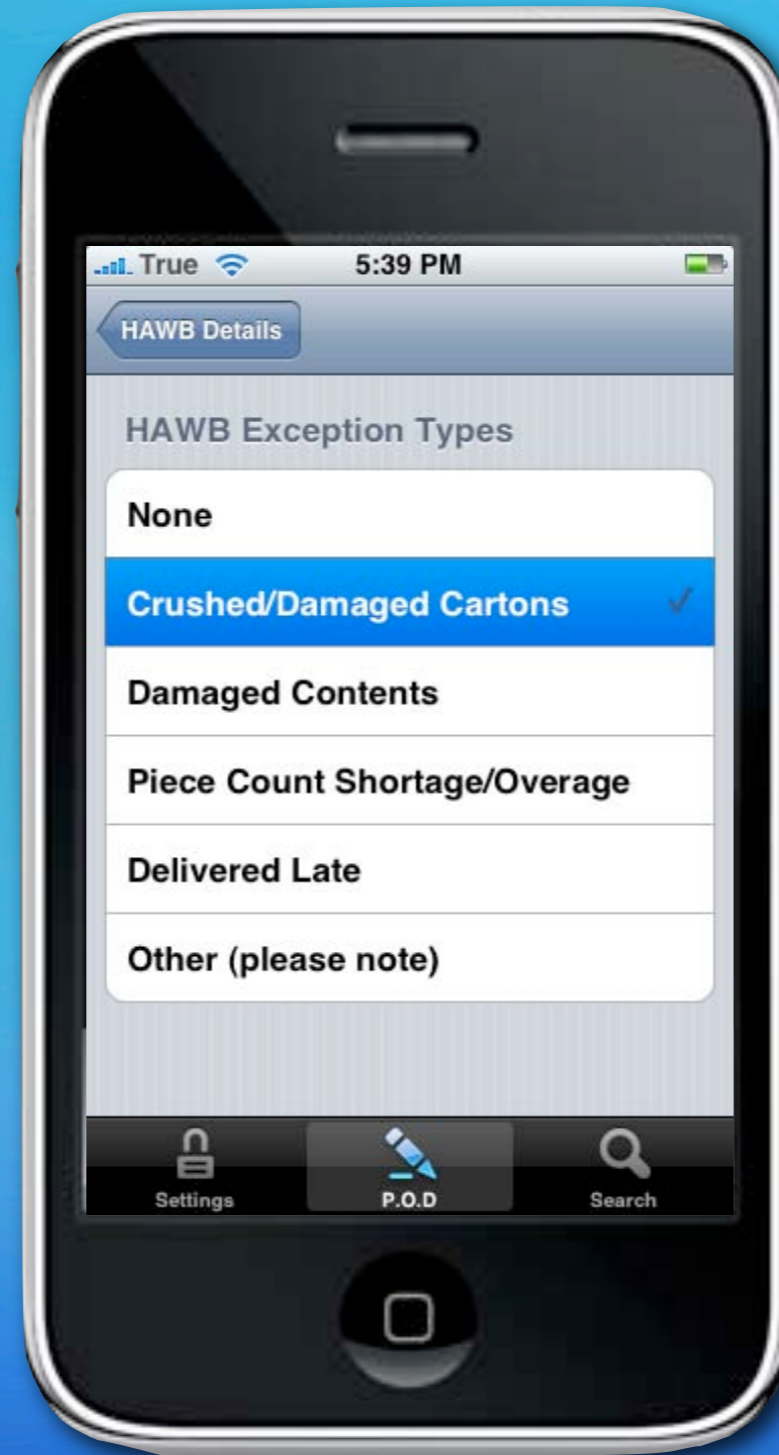 True 5:39 PM
HAWB Details
HAWB Exception Types
None
Crushed/Damaged Cartons
Damaged Contents
Piece Count Shortage/Overage
Delivered Late
Other (please note)
Settings P.O.D Search